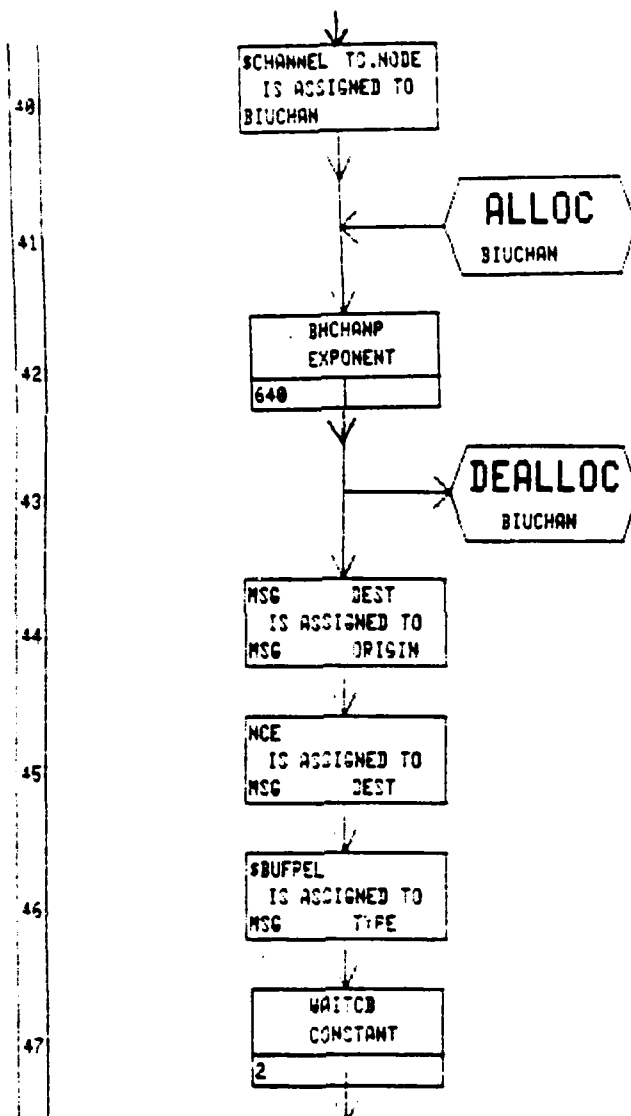 $CHANNEL TO.NODE
IS ASSIGNED TO
BIUCHAN
40
ALLOC
BIUCHAN
41
BHCHANP
EXPONENT
640
42
DEALLOC
BIUCHAN
43
MSG DEST
IS ASSIGNED TO
MSG ORIGIN
44
NCE
IS ASSIGNED TO
MSG DEST
45
$BUFREL
IS ASSIGNED TO
MSG TYPE
46
WAITCB
CONSTANT
2
47